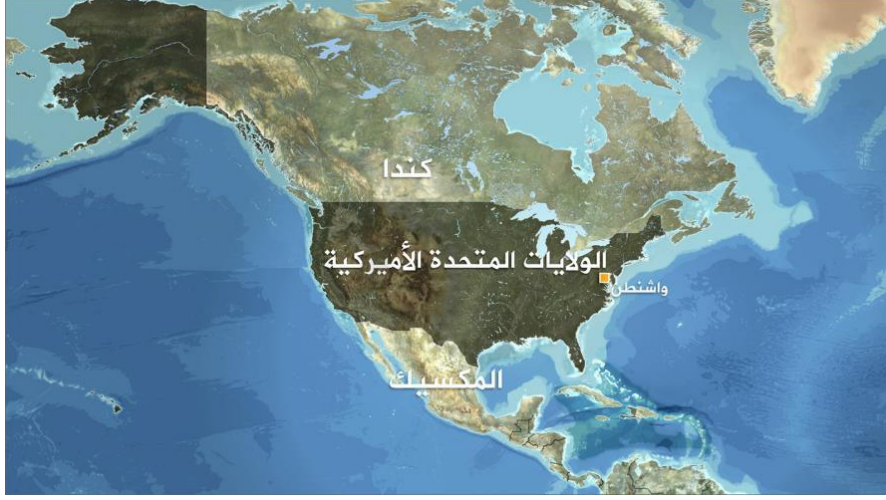 كندا
الولايات المتحدة الأميركية
واشنطن
المكسيك